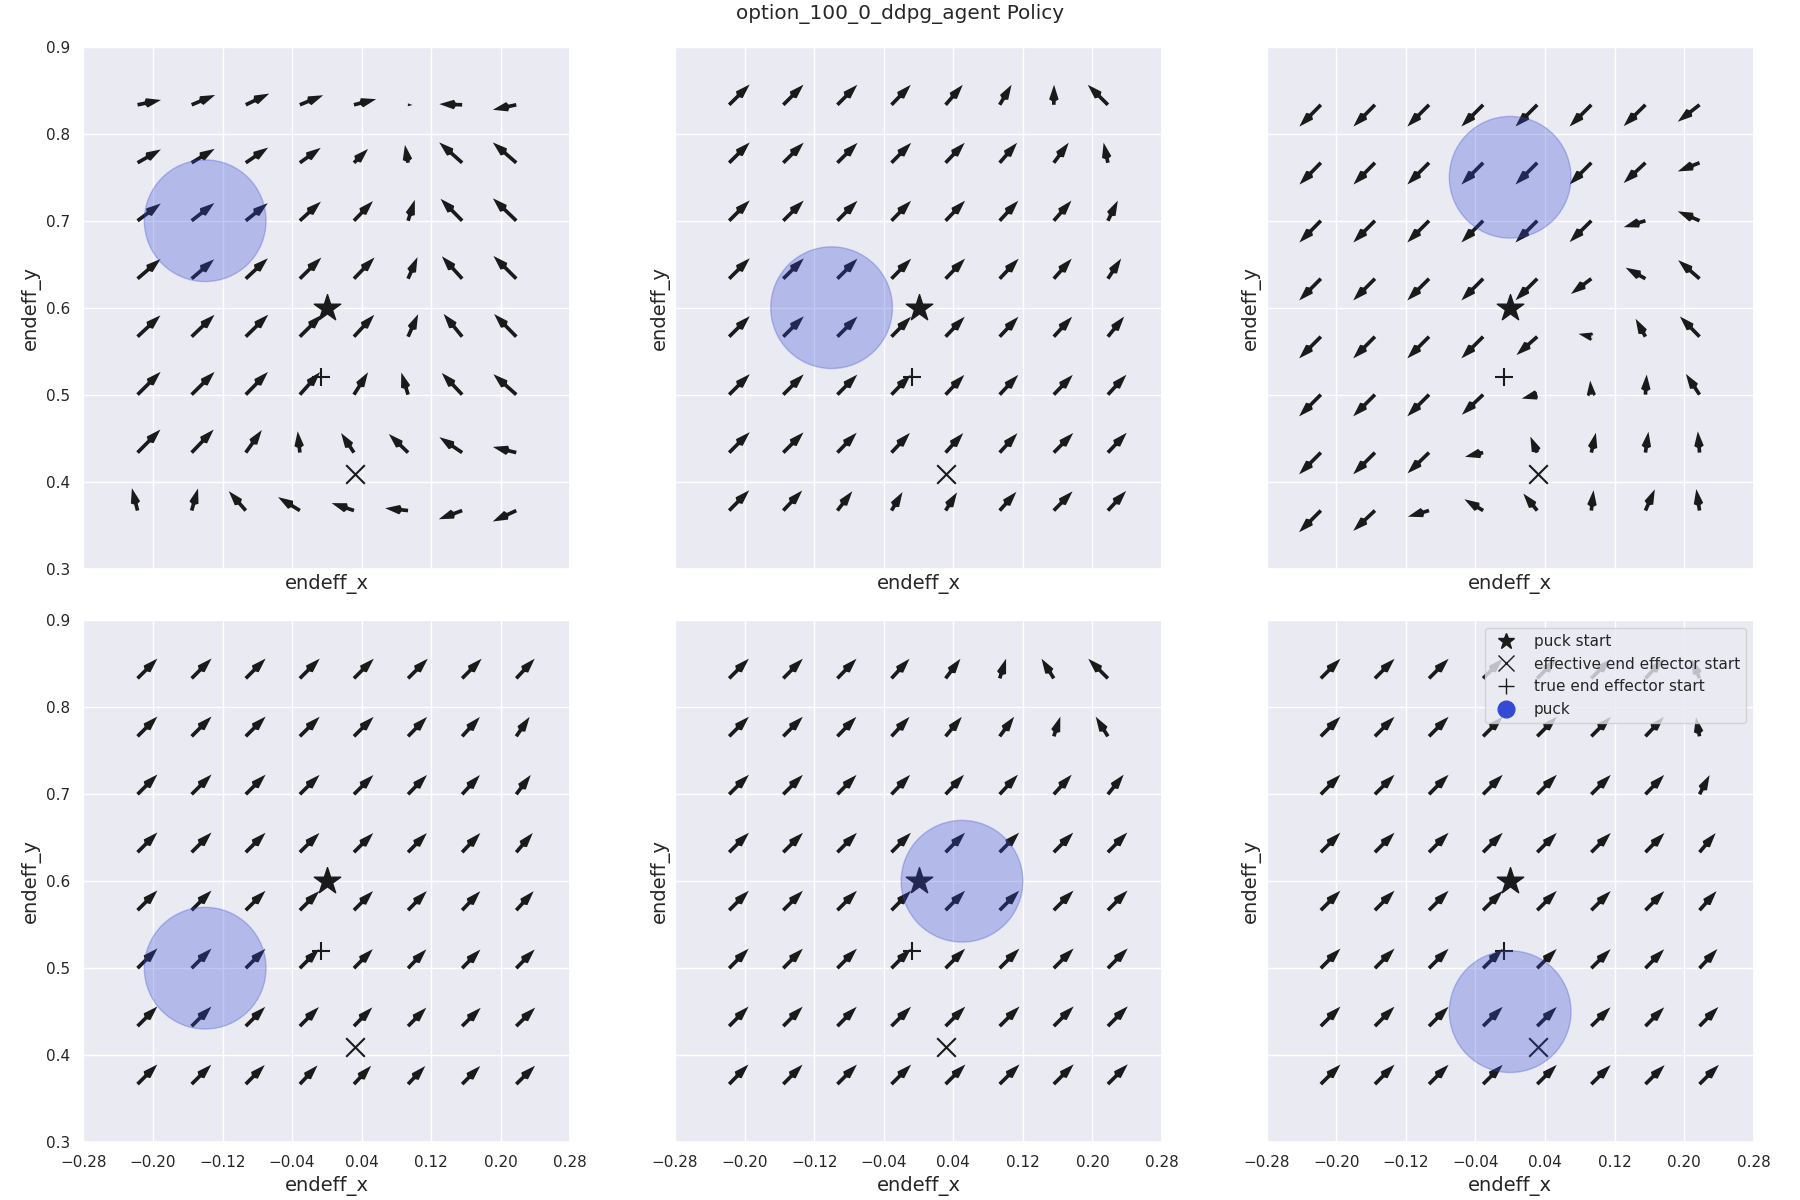 option_100_0_ddpg_agent Policy
0.9
0.8
0.7
0.6
0.5
0.4
0.3
endeff_y
endeff_x
endeff_y
endeff_x
endeff_y
endeff_x
0.9
0.8
0.7
0.6
0.5
0.4
0.3
endeff_y
−0.28 −0.20 −0.12 −0.04 0.04 0.12 0.20 0.28
endeff_x
endeff_y
−0.28 −0.20 −0.12 −0.04 0.04 0.12 0.20 0.28
endeff_x
puck start
effective end effector start
true end effector start
puck
endeff_y
−0.28 −0.20 −0.12 −0.04 0.04 0.12 0.20 0.28
endeff_x